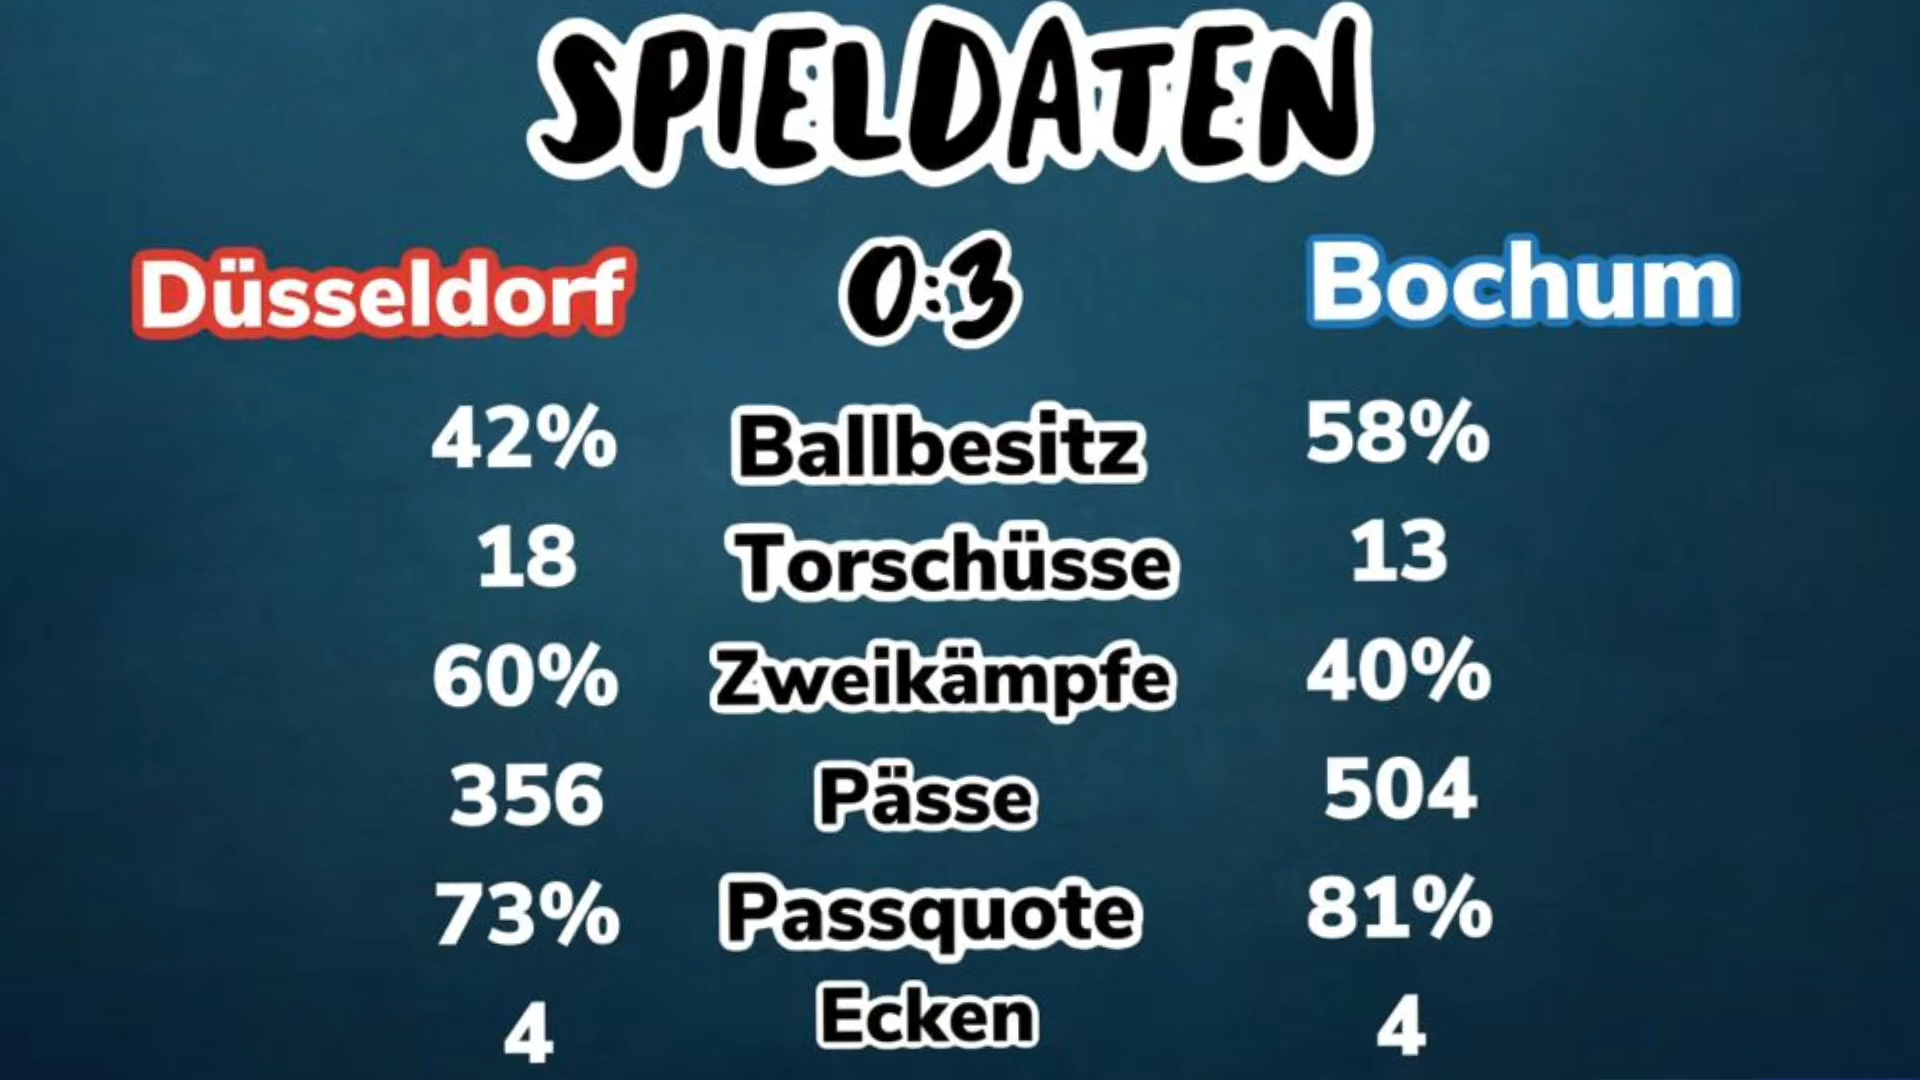 SPIELDATEN
Düsseldorf 0:3 Bochum
42% Ballbesitz 58%
18 Torschüsse 13
60% Zweikämpfe 40%
356 Pässe 504
73% Passquote 81%
4 Ecken 4